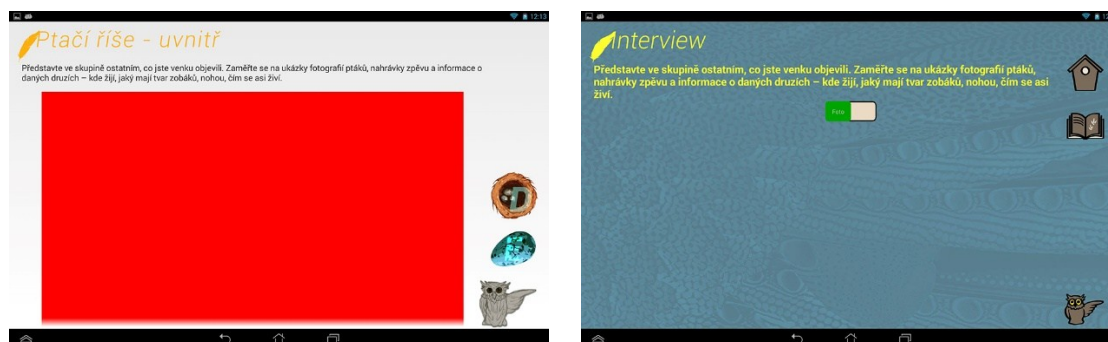 12:13
Ptačí říše - uvnitř
Představte ve skupině ostatním, co jste venku objevili. Zaměřte se na ukázky fotografií ptáků, nahrávky zpěvu a informace o
daných druzích – kde žijí, jaký mají tvar zobáků, nohou, čím se asi živí.
D
Interview
Představte ve skupině ostatním, co jste venku objevili. Zaměřte se na ukázky fotografií ptáků,
nahrávky zpěvu a informace o daných druzích – kde žijí, jaký mají tvar zobáků, nohou, čím se asi
živí.
Foto